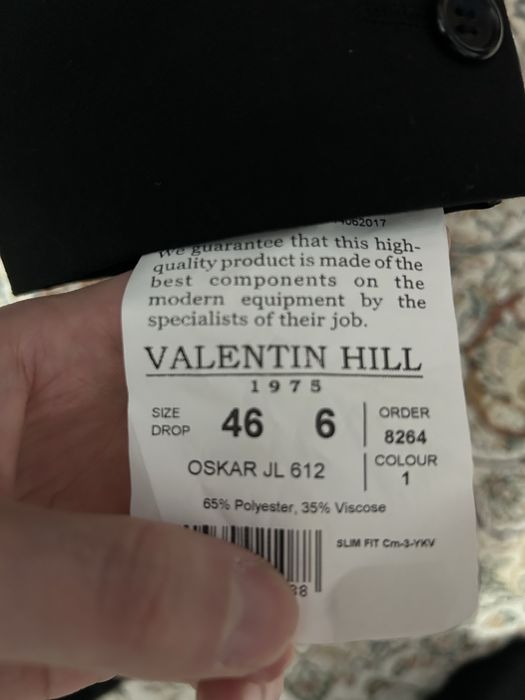 We guarantee that this high-
quality product is made of the
best components on the
modern equipment by the
specialists of their job.
VALENTIN HILL
1975
SIZE
DROP
46 6
ORDER
8264
OSKAR JL 612
COLOUR
1
65% Polyester, 35% Viscose
SLIM FIT Cm-3-YKV